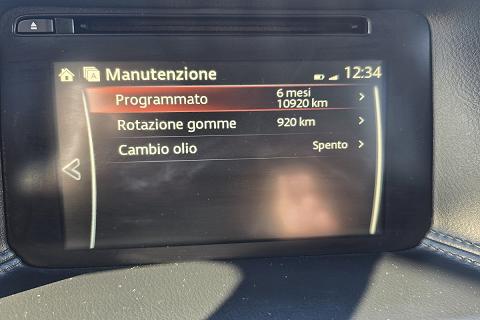 Manutenzione 12:34
Programmato 6 mesi
10920 km
Rotazione gomme 920 km
Cambio olio Spento